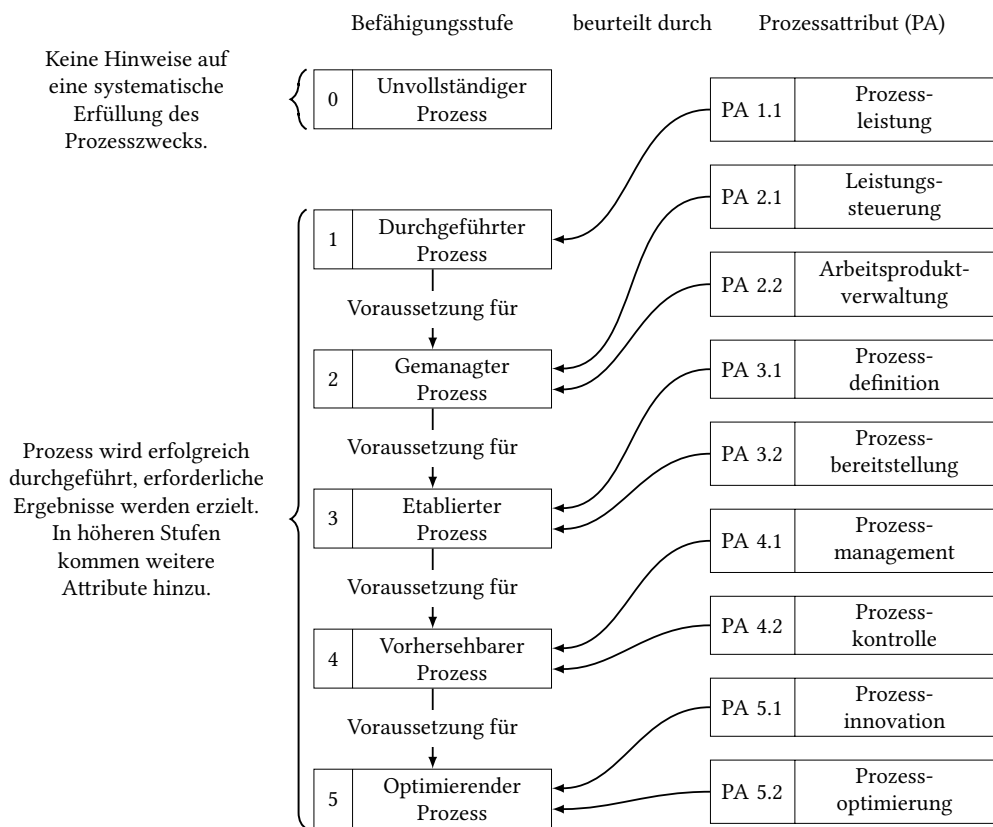 Befähigungsstufe
beurteilt durch
Prozessattribut (PA)
Keine Hinweise auf
eine systematische
Erfüllung des
Prozesszwecks.
0
Unvollständiger
Prozess
PA 1.1
Prozess-
leistung
PA 2.1
Leistungs-
steuerung
1
Durchgeführter
Prozess
PA 2.2
Arbeitsprodukt-
verwaltung
Voraussetzung für
2
Gemanagter
Prozess
PA 3.1
Prozess-
definition
Voraussetzung für
PA 3.2
Prozess-
bereitstellung
Prozess wird erfolgreich
durchgeführt, erforderliche
Ergebnisse werden erzielt.
In höheren Stufen
kommen weitere
Attribute hinzu.
3
Etablierter
Prozess
PA 4.1
Prozess-
management
Voraussetzung für
PA 4.2
Prozess-
kontrolle
4
Vorhersehbarer
Prozess
PA 5.1
Prozess-
innovation
Voraussetzung für
5
Optimierender
Prozess
PA 5.2
Prozess-
optimierung